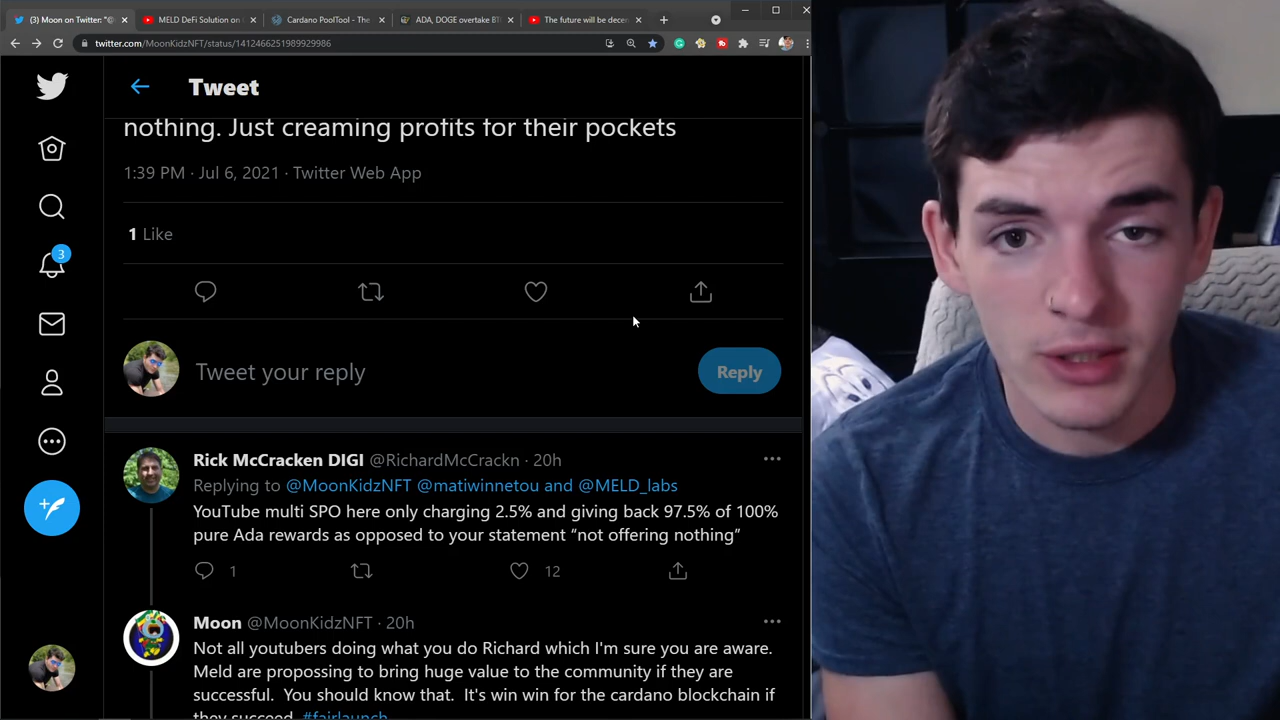 (3) Moon on Twitter: "@
MELD DeFi Solution on
Cardano PoolTool - The
ADA, DOGE overtake BT
The future will be decen
twitter.com/MoonKidzNFT/status/1412466251989929986
Tweet
nothing. Just creaming profits for their pockets
1:39 PM · Jul 6, 2021 · Twitter Web App
1 Like
3
Tweet your reply
Reply
Rick McCracken DIGI @RichardMcCrackn · 20h
Replying to @MoonKidzNFT @matiwinnetou and @MELD_labs
YouTube multi SPO here only charging 2.5% and giving back 97.5% of 100%
pure Ada rewards as opposed to your statement “not offering nothing”
1
12
Moon @MoonKidzNFT · 20h
Not all youtubers doing what you do Richard which I'm sure you are aware.
Meld are propossing to bring huge value to the community if they are
successful. You should know that. It's win win for the cardano blockchain if
they succeed #fairlaunch